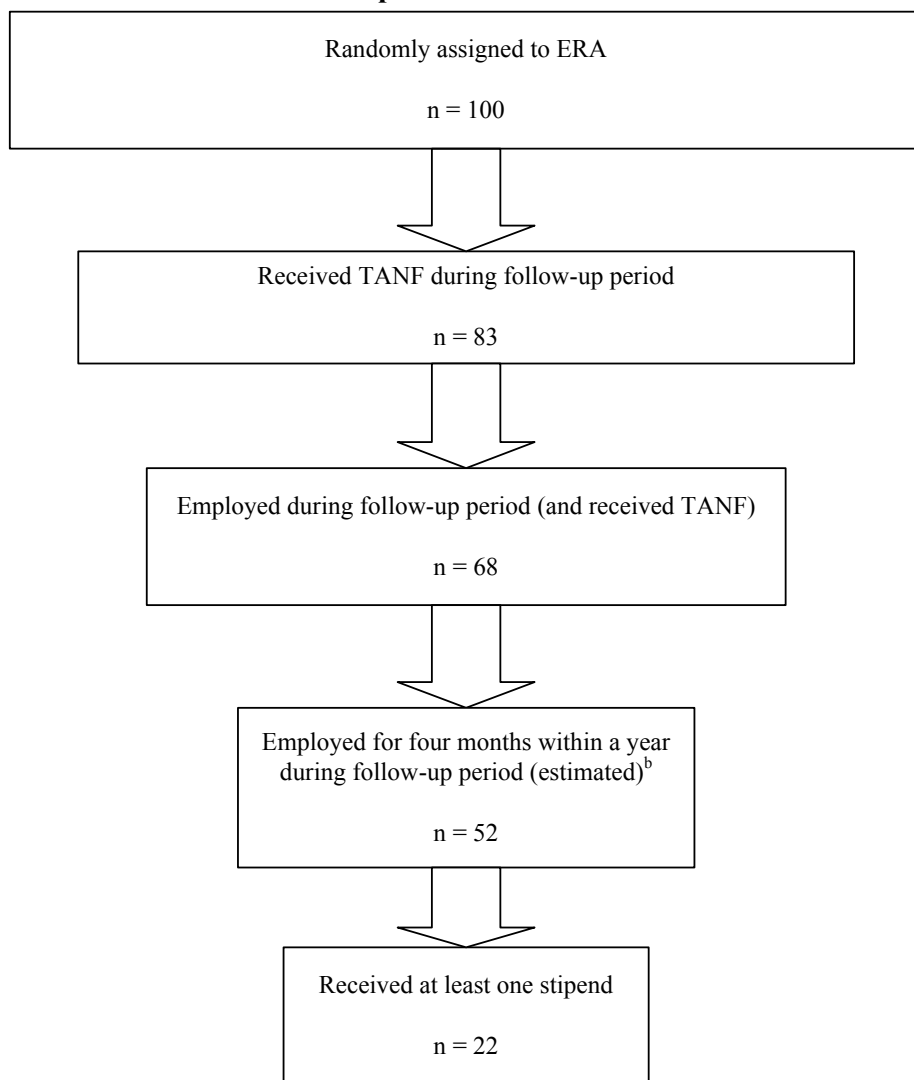 Randomly assigned to ERA
n = 100
Received TANF during follow-up period
n = 83
Employed during follow-up period (and received TANF)
n = 68
Employed for four months within a year
during follow-up period (estimated)b
n = 52
Received at least one stipend
n = 22